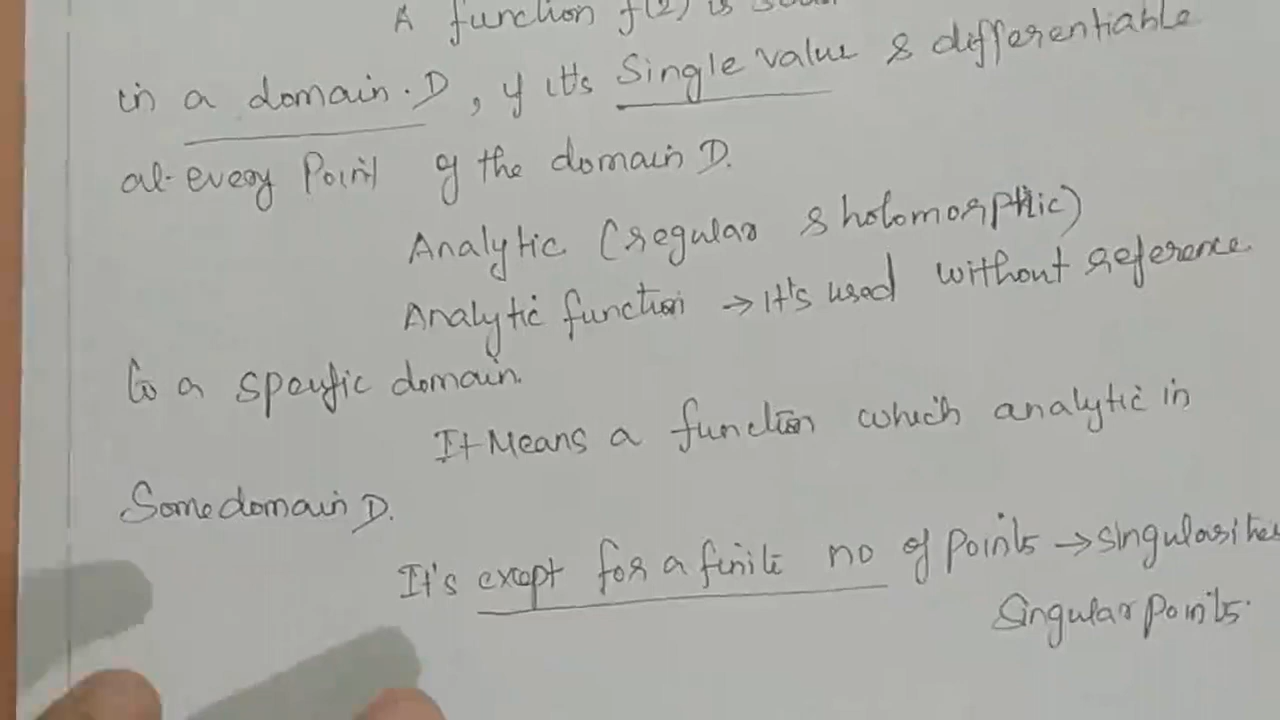 A function f(z) is
in a domain. D, if it's Single value & differentiable
at every Point of the domain D.
Analytic (regular & holomorphic)
Analytic function → it's used without reference
to a specific domain.
It Means a function which analytic in
Some domain D.
It's except for a finite no of points → singularities
Singular points.